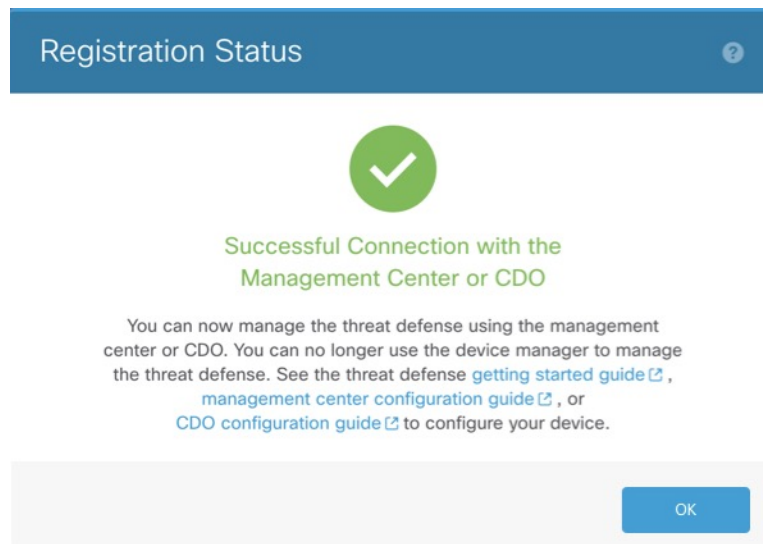 Registration Status
Successful Connection with the
Management Center or CDO
You can now manage the threat defense using the management
center or CDO. You can no longer use the device manager to manage
the threat defense. See the threat defense getting started guide ,
management center configuration guide , or
CDO configuration guide to configure your device.
OK